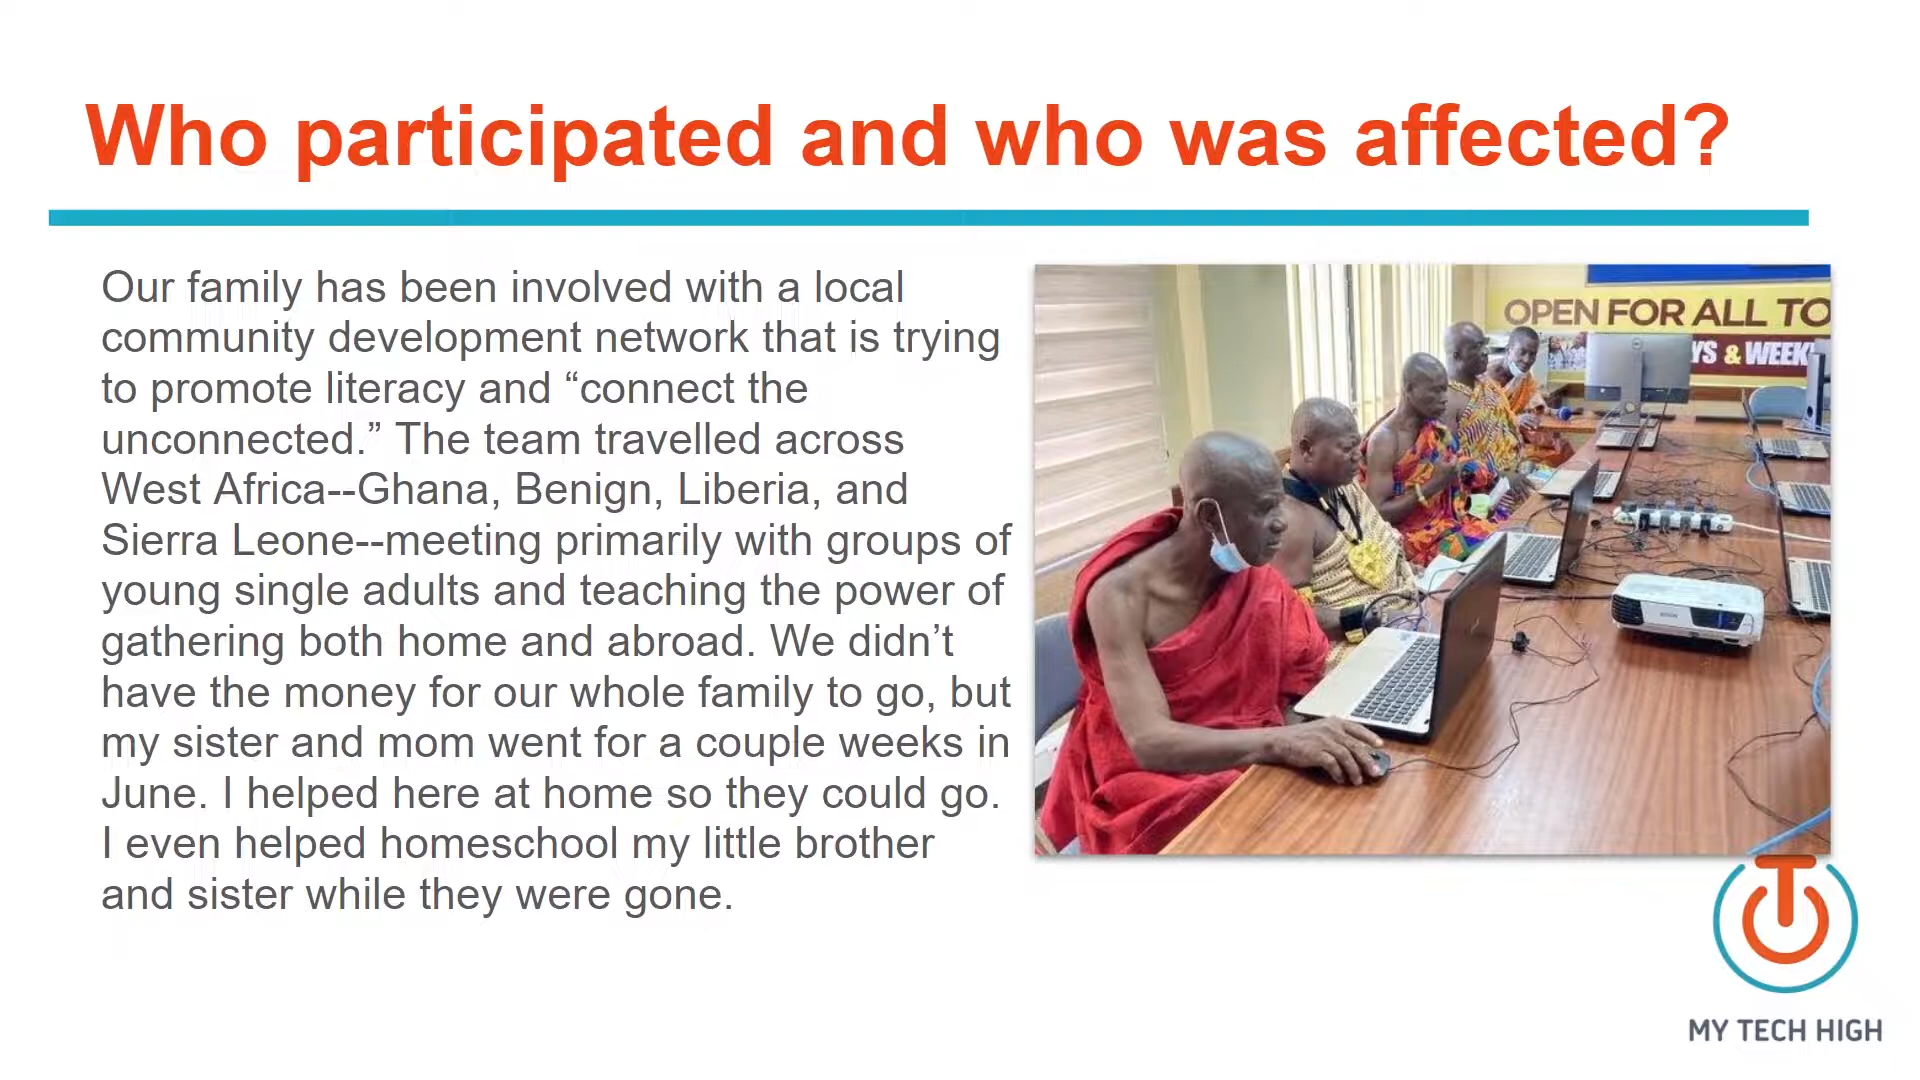 Who participated and who was affected?
Our family has been involved with a local
community development network that is trying
to promote literacy and “connect the
unconnected.” The team travelled across
West Africa--Ghana, Benign, Liberia, and
Sierra Leone--meeting primarily with groups of
young single adults and teaching the power of
gathering both home and abroad. We didn’t
have the money for our whole family to go, but
my sister and mom went for a couple weeks in
June. I helped here at home so they could go.
I even helped homeschool my little brother
and sister while they were gone.
OPEN FOR ALL TO
YS & WEEK
EPSON
MY TECH HIGH